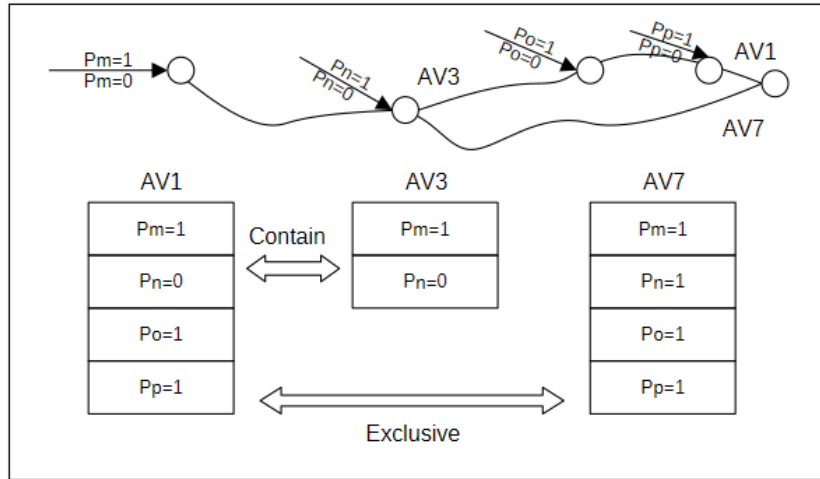 Pm=1
Pm=0
Pn=1
Pn=0
AV3
Po=1
Po=0
Pp=1
Pp=0
AV1
AV7
AV1
AV3
AV7
Pm=1
Pm=1
Pm=1
Contain
Pn=0
Pn=0
Pn=1
Po=1
Po=1
Pp=1
Pp=1
Exclusive